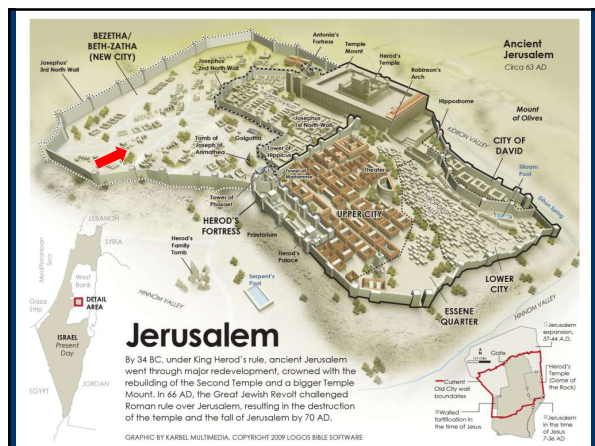 BEZETHA/
BETH-ZATHA
(NEW CITY)
Josephus'
3rd North Wall
Josephus'
2nd North Wall
Antonia's
Fortress
Temple
Mount
Herod's
Temple
Robinson's
Arch
Ancient
Jerusalem
Circa 63 AD
Josephus'
1st North Wall
Hippodrome
Mount
of Olives
KIDRON VALLEY
CITY OF
DAVID
Siloam
Pool
Gihon Spring
Tomb of
Joseph of
Arimathea
Golgotha
Tower of
Hippicus
Tower of
Mariamne
Theater
Tower of
Phasael
UPPER CITY
HEROD'S
FORTRESS
Praetorium
Herod's
Family
Tomb
Herod's
Palace
Serpent's
Pool
HINNOM VALLEY
LOWER
CITY
ESSENE
QUARTER
HINNOM VALLEY
LEBANON
SYRIA
Mediterranean
Sea
West
Bank
DETAIL
AREA
Gaza
Strip
ISRAEL
Present
Day
EGYPT
JORDAN
Jerusalem
By 34 BC, under King Herod's rule, ancient Jerusalem
went through major redevelopment, crowned with the
rebuilding of the Second Temple and a bigger Temple
Mount. In 66 AD, the Great Jewish Revolt challenged
Roman rule over Jerusalem, resulting in the destruction
of the temple and the fall of Jerusalem by 70 AD.
GRAPHIC BY KARBEL MULTIMEDIA, COPYRIGHT 2009 LOGOS BIBLE SOFTWARE
Jerusalem
expansion,
37-44 A.D.
N
Gate
Herod's
Temple
(Dome of
the Rock)
Current
Old City wall
boundaries
Walled
fortification in
the time of Jesus
Jerusalem
in the time
of Jesus
7-36 AD